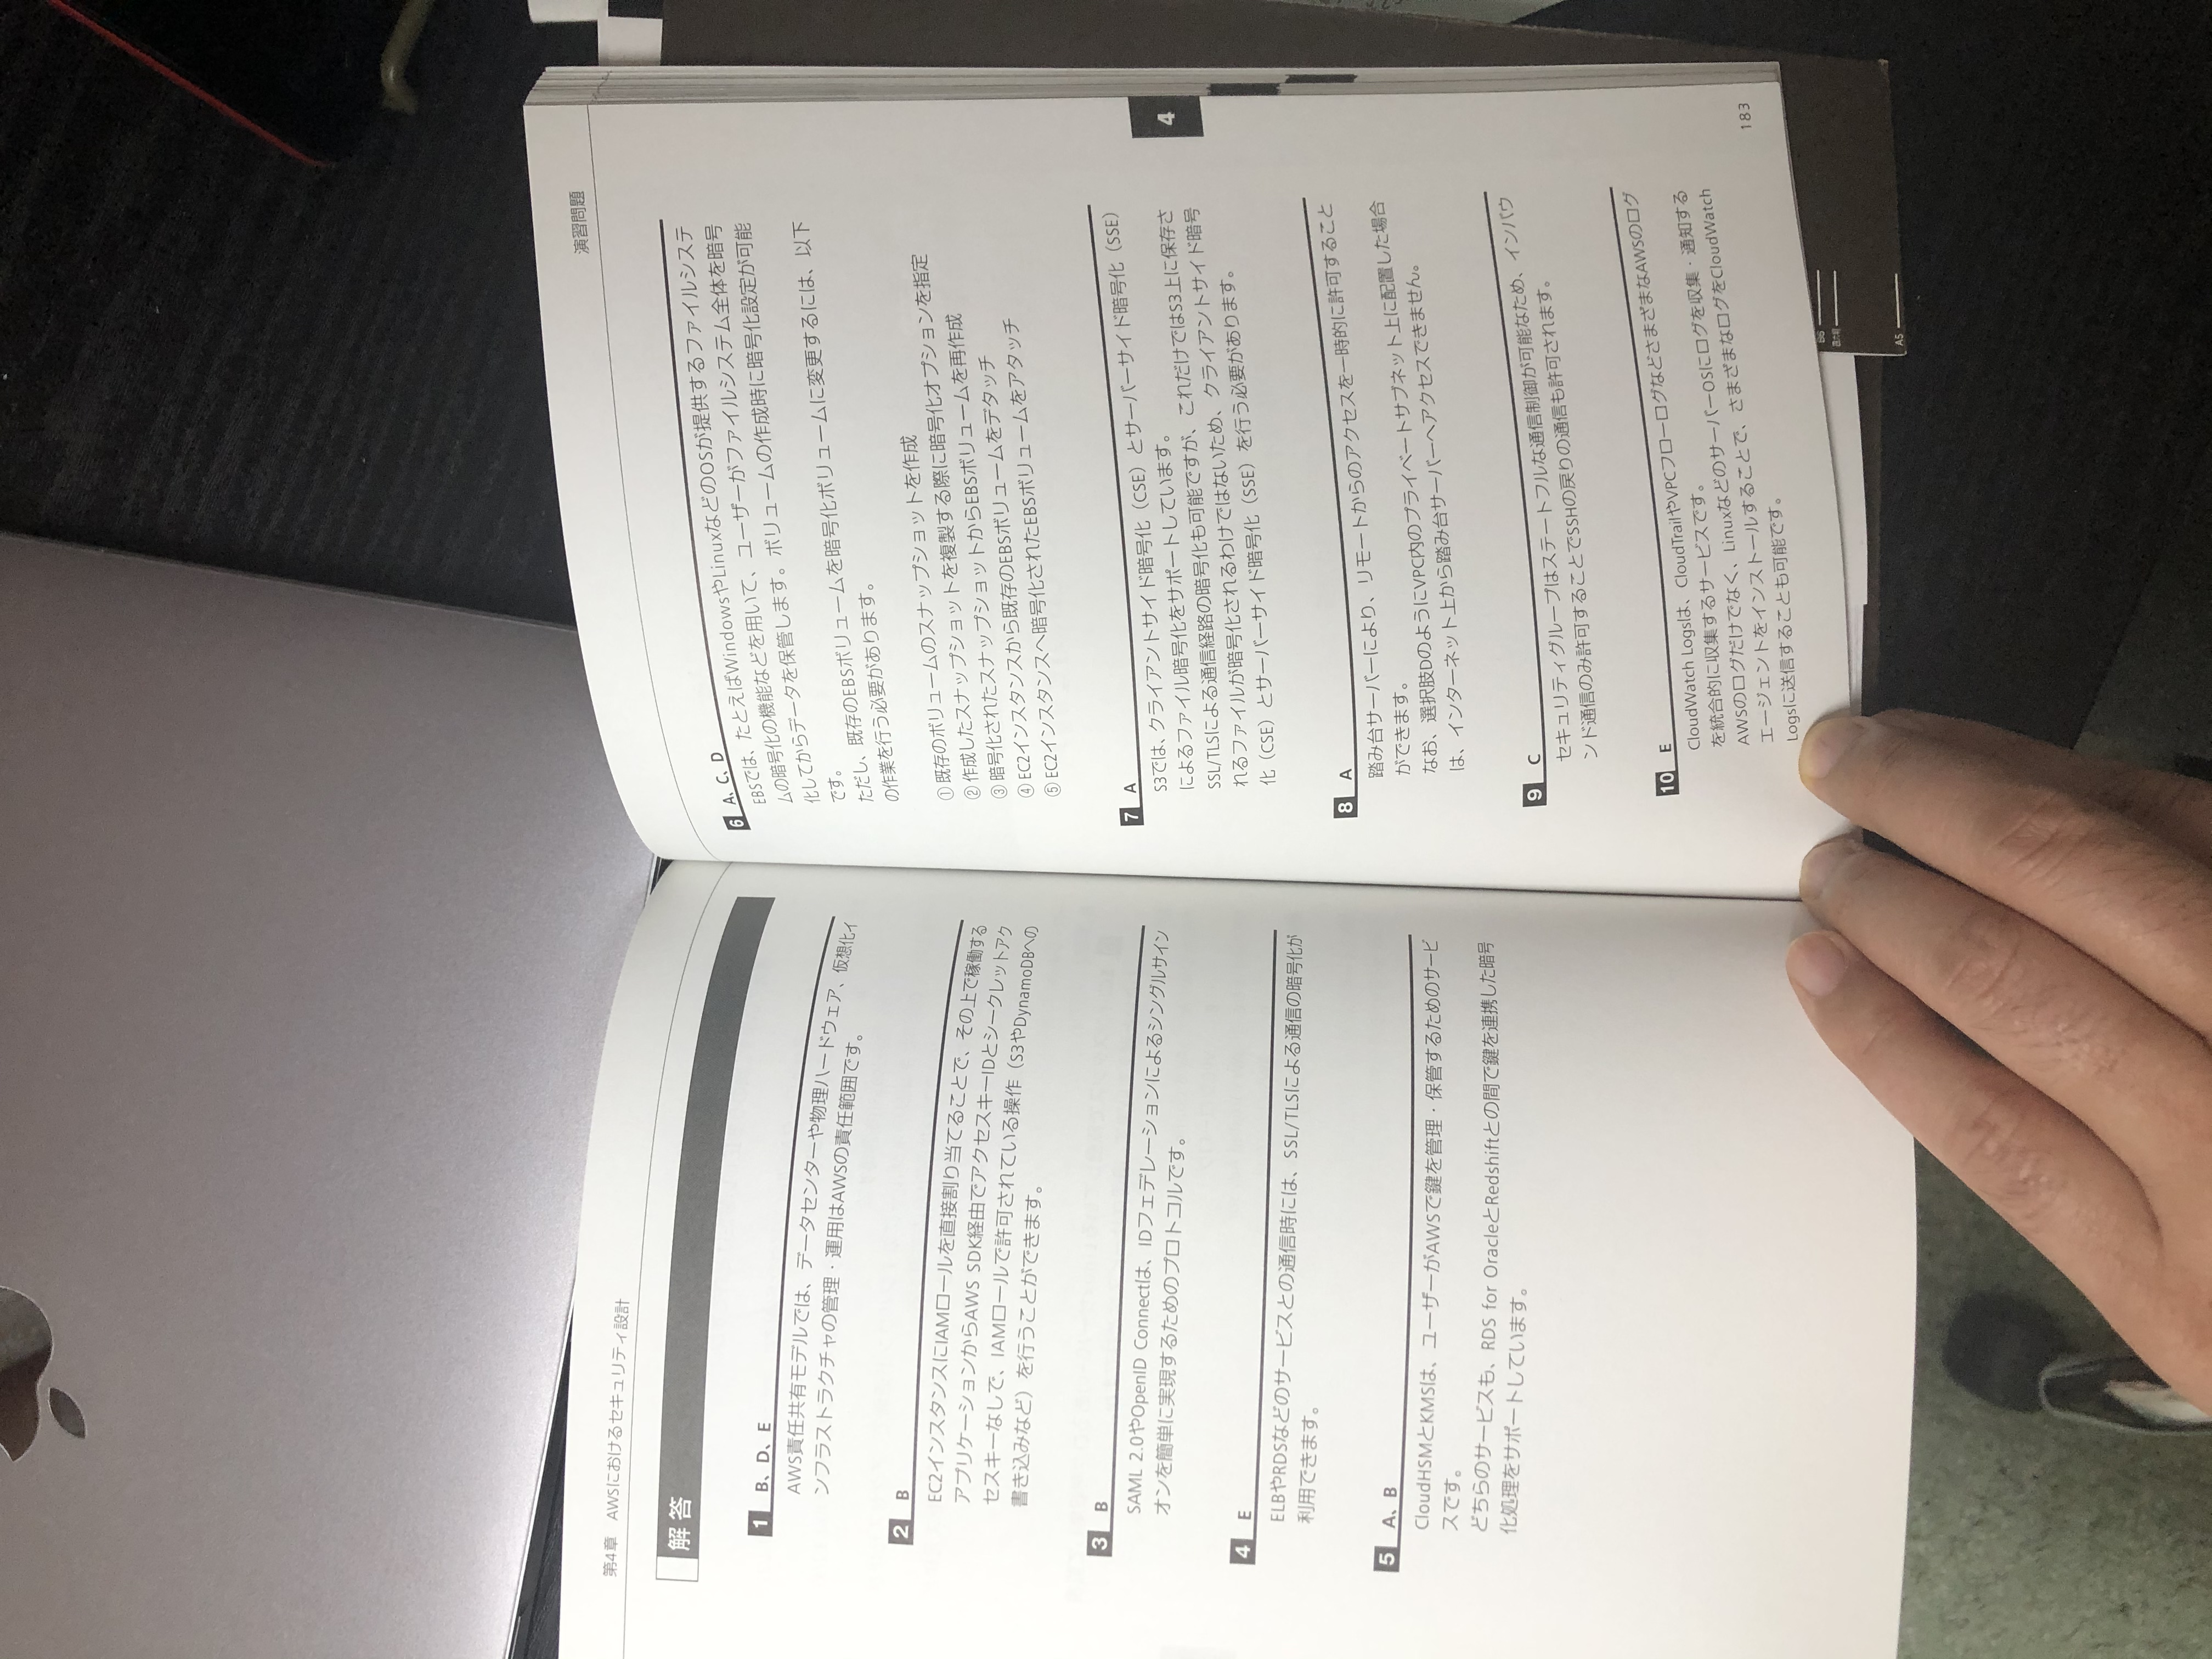 第4章 AWSにおけるセキュリティ設計
解答
1 B、D、E
AWS責任共有モデルでは、データセンターや物理ハードウェア、仮想化イ
ンフラストラクチャの管理・運用はAWSの責任範囲です。
2 B
EC2インスタンスにIAMロールを直接割り当てることで、その上で稼働する
アプリケーションからAWS SDK経由でアクセスキーIDとシークレットアク
セスキーなしで、IAMロールで許可されている操作（S3やDynamoDBへの
書き込みなど）を行うことができます。
3 B
SAML 2.0やOpenID Connectは、IDフェデレーションによるシングルサイン
オンを簡単に実現するためのプロトコルです。
4 E
ELBやRDSなどのサービスとの通信時には、SSL/TLSによる通信の暗号化が
利用できます。
5 A、B
CloudHSMとKMSは、ユーザーがAWSで鍵を管理・保管するためのサービ
スです。
どちらのサービスも、RDS for OracleとRedshiftとの間で鍵を連携した暗号
化処理をサポートしています。
演習問題
6 A、C、D
EBSでは、たとえばWindowsやLinuxなどのOSが提供するファイルシステ
ムの暗号化の機能などを用いて、ユーザーがファイルシステム全体を暗号
化してからデータを保管します。ボリュームの作成時に暗号化設定が可能
です。
ただし、既存のEBSボリュームを暗号化ボリュームに変更するには、以下
の作業を行う必要があります。
①既存のボリュームのスナップショットを作成
②作成したスナップショットを複製する際に暗号化オプションを指定
③暗号化されたスナップショットからEBSボリュームを再作成
④EC2インスタンスから既存のEBSボリュームをデタッチ
⑤EC2インスタンスへ暗号化されたEBSボリュームをアタッチ
7 A
S3では、クライアントサイド暗号化（CSE）とサーバーサイド暗号化（SSE）
によるファイル暗号化をサポートしています。
SSL/TLSによる通信経路の暗号化も可能ですが、これだけではS3上に保存さ
れるファイルが暗号化されるわけではないため、クライアントサイド暗号
化（CSE）とサーバーサイド暗号化（SSE）を行う必要があります。
4
8 A
踏み台サーバーにより、リモートからのアクセスを一時的に許可すること
ができます。
なお、選択肢DのようにVPC内のプライベートサブネット上に配置した場合
は、インターネット上から踏み台サーバーへアクセスできません。
9 C
セキュリティグループはステートフルな通信制御が可能なため、インバウ
ンド通信のみ許可することでSSHの戻りの通信も許可されます。
10 E
CloudWatch Logsは、CloudTrailやVPCフローログなどさまざまなAWSのログ
を統合的に収集するサービスです。
AWSのログだけでなく、LinuxなどのサーバーOSにログを収集・通知する
エージェントをインストールすることで、さまざまなログをCloudWatch
Logsに送信することも可能です。
183
B6
A5